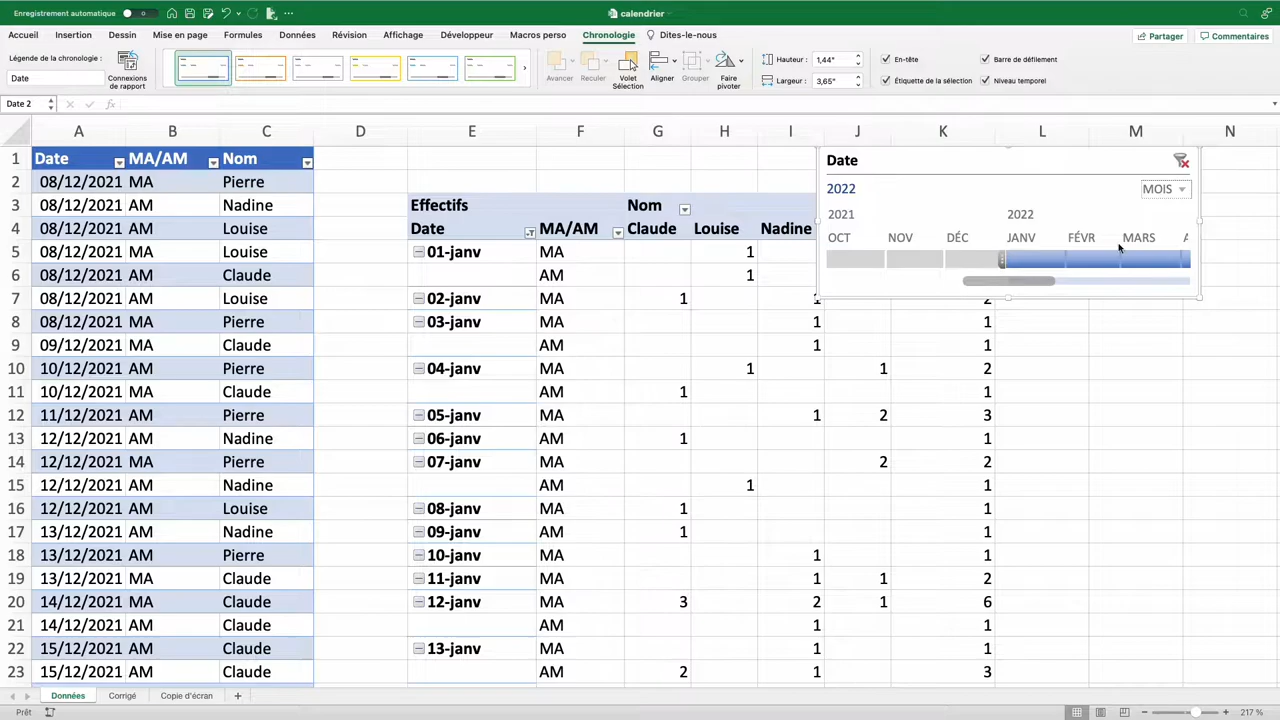 Enregistrement automatique
calendrier
Accueil Insertion Dessin Mise en page Formules Données Révision Affichage Développeur Macros perso Chronologie Dites-le-nous Partager Commentaires
Légende de la chronologie :
Date
Connexions de rapport
Avancer Reculer Volet Sélection Aligner Grouper Faire pivoter
Hauteur : 1,44" En-tête Barre de défilement
Largeur : 3,65" Étiquette de la sélection Niveau temporel
Date 2 fx
A B C D E F G H I J K L M N
1 Date MA/AM Nom
2 08/12/2021 MA Pierre
3 08/12/2021 AM Nadine Effectifs Nom
4 08/12/2021 MA Louise Date MA/AM Claude Louise Nadine
5 08/12/2021 MA Louise 01-janv MA 1
6 08/12/2021 AM Claude AM 1
7 08/12/2021 AM Louise 02-janv MA 1 1 2
8 08/12/2021 MA Pierre 03-janv MA 1 1
9 09/12/2021 MA Claude AM 1 1
10 10/12/2021 AM Pierre 04-janv MA 1 1 2
11 10/12/2021 MA Claude AM 1 1
12 11/12/2021 AM Pierre 05-janv MA 1 2 3
13 12/12/2021 AM Nadine 06-janv AM 1 1
14 12/12/2021 MA Pierre 07-janv MA 2 2
15 12/12/2021 AM Nadine AM 1 1
16 12/12/2021 AM Louise 08-janv MA 1 1
17 13/12/2021 AM Nadine 09-janv AM 1 1
18 13/12/2021 AM Pierre 10-janv MA 1 1
19 13/12/2021 MA Claude 11-janv MA 1 1 2
20 14/12/2021 MA Claude 12-janv MA 3 2 1 6
21 14/12/2021 AM Claude AM 1 1
22 15/12/2021 MA Claude 13-janv MA 1 1
23 15/12/2021 AM Claude AM 2 1 3
Date
2022 MOIS
2021 2022
OCT NOV DÉC JANV FÉVR MARS
Données Corrigé Copie d'écran +
Prêt 217 %